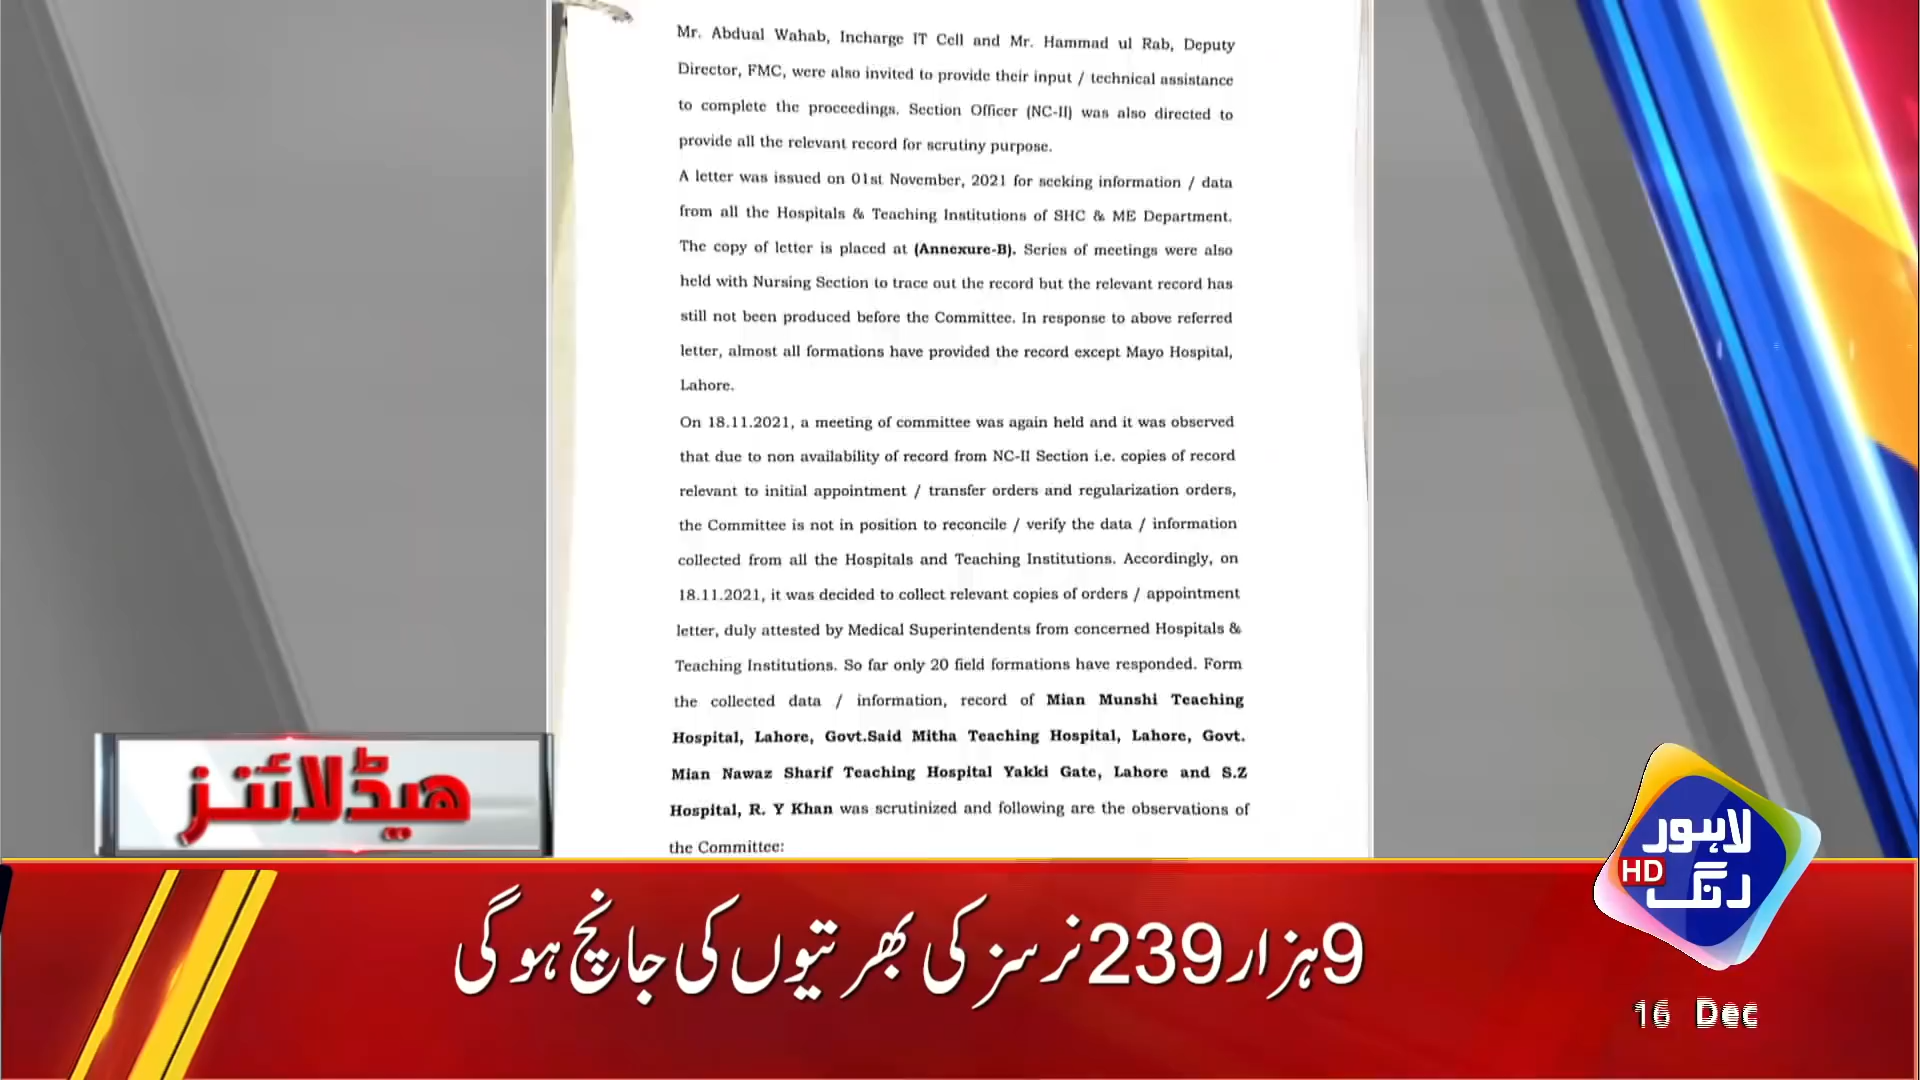 Mr. Abdual Wahab, Incharge IT Cell and Mr. Hammad ul Rab, Deputy
Director, FMC, were also invited to provide their input / technical assistance
to complete the proceedings. Section Officer (NC-II) was also directed to
provide all the relevant record for scrutiny purpose.
A letter was issued on 01st November, 2021 for seeking information / data
from all the Hospitals & Teaching Institutions of SHC & ME Department.
The copy of letter is placed at (Annexure-B). Series of meetings were also
held with Nursing Section to trace out the record but the relevant record has
still not been produced before the Committee. In response to above referred
letter, almost all formations have provided the record except Mayo Hospital,
Lahore.
On 18.11.2021, a meeting of committee was again held and it was observed
that due to non availability of record from NC-II Section i.e. copies of record
relevant to initial appointment / transfer orders and regularization orders,
the Committee is not in position to reconcile / verify the data / information
collected from all the Hospitals and Teaching Institutions. Accordingly, on
18.11.2021, it was decided to collect relevant copies of orders / appointment
letter, duly attested by Medical Superintendents from concerned Hospitals &
Teaching Institutions. So far only 20 field formations have responded. Form
the collected data / information, record of Mian Munshi Teaching
Hospital, Lahore, Govt.Said Mitha Teaching Hospital, Lahore, Govt.
Mian Nawaz Sharif Teaching Hospital Yakki Gate, Lahore and S.Z
Hospital, R. Y Khan was scrutinized and following are the observations of
the Committee:
ہیڈلائنز
9ہزار 239نرسز کی بھرتیوں کی جانچ ہوگی
لاہور
رنگ
HD
16 Dec